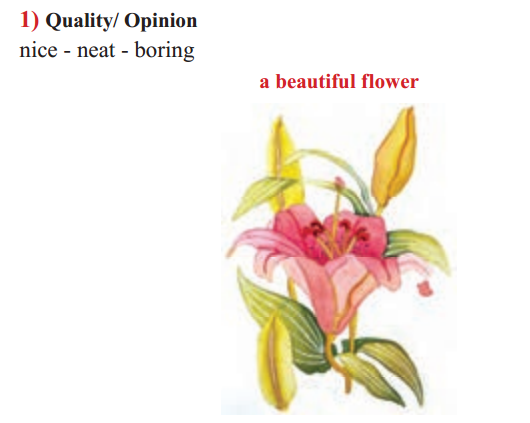 1) Quality/ Opinion
nice - neat - boring
a beautiful flower